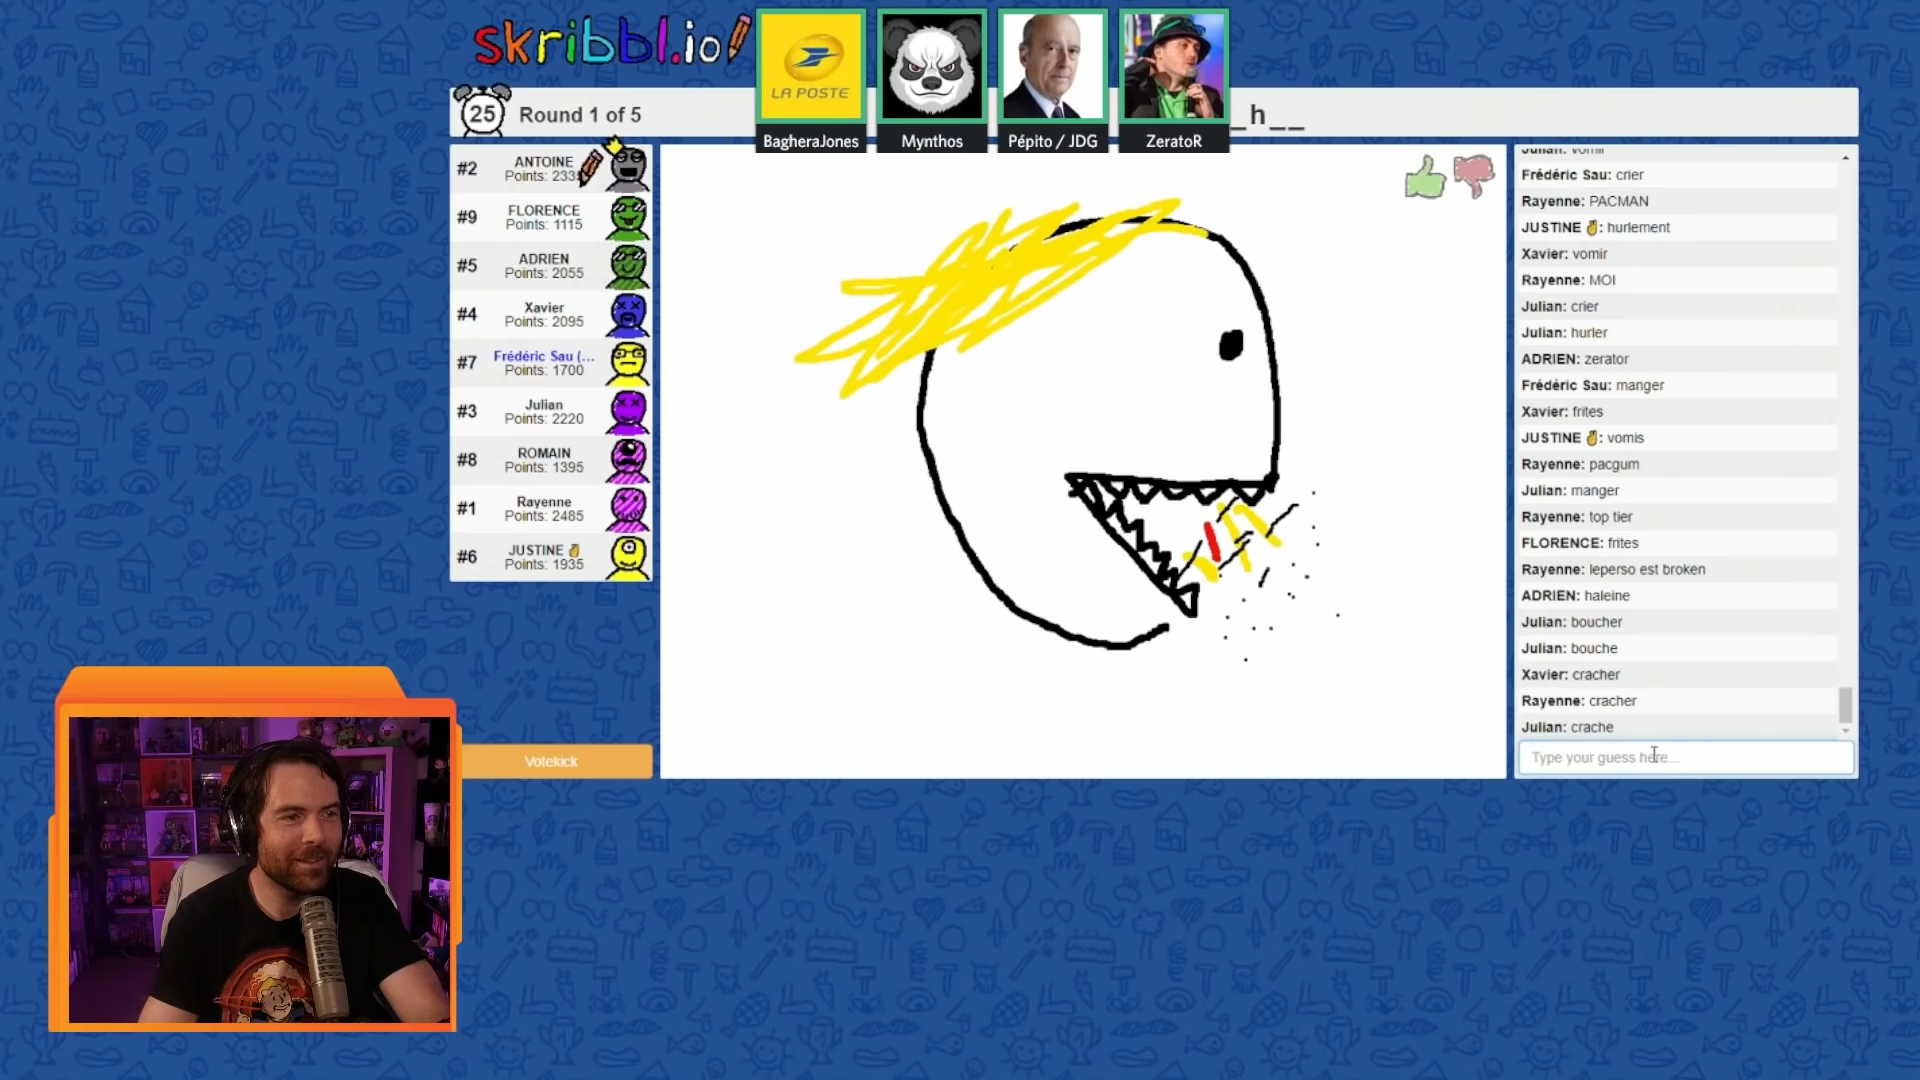 skribbl.io
LA POSTE
BagheraJones
Mynthos
Pépito / JDG
ZeratoR
25
Round 1 of 5
_h__
#2
ANTOINE
Points: 2335
#9
FLORENCE
Points: 1115
#5
ADRIEN
Points: 2055
#4
Xavier
Points: 2095
#7
Frédéric Sau (...
Points: 1700
#3
Julian
Points: 2220
#8
ROMAIN
Points: 1395
#1
Rayenne
Points: 2485
#6
JUSTINE
Points: 1935
Votekick
Julian: vomir
Frédéric Sau: crier
Rayenne: PACMAN
JUSTINE ✌: hurlement
Xavier: vomir
Rayenne: MOI
Julian: crier
Julian: hurler
ADRIEN: zerator
Frédéric Sau: manger
Xavier: frites
JUSTINE ✌: vomis
Rayenne: pacgum
Julian: manger
Rayenne: top tier
FLORENCE: frites
Rayenne: leperso est broken
ADRIEN: haleine
Julian: boucher
Julian: bouche
Xavier: cracher
Rayenne: cracher
Julian: crache
Type your guess here...